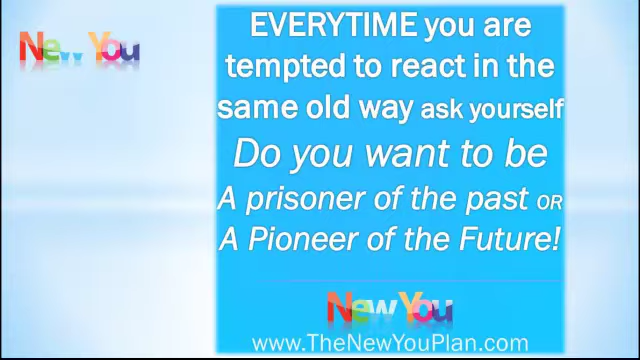 New You
EVERYTIME you are
tempted to react in the
same old way ask yourself
Do you want to be
A prisoner of the past OR
A Pioneer of the Future!
New You
www.TheNewYouPlan.com